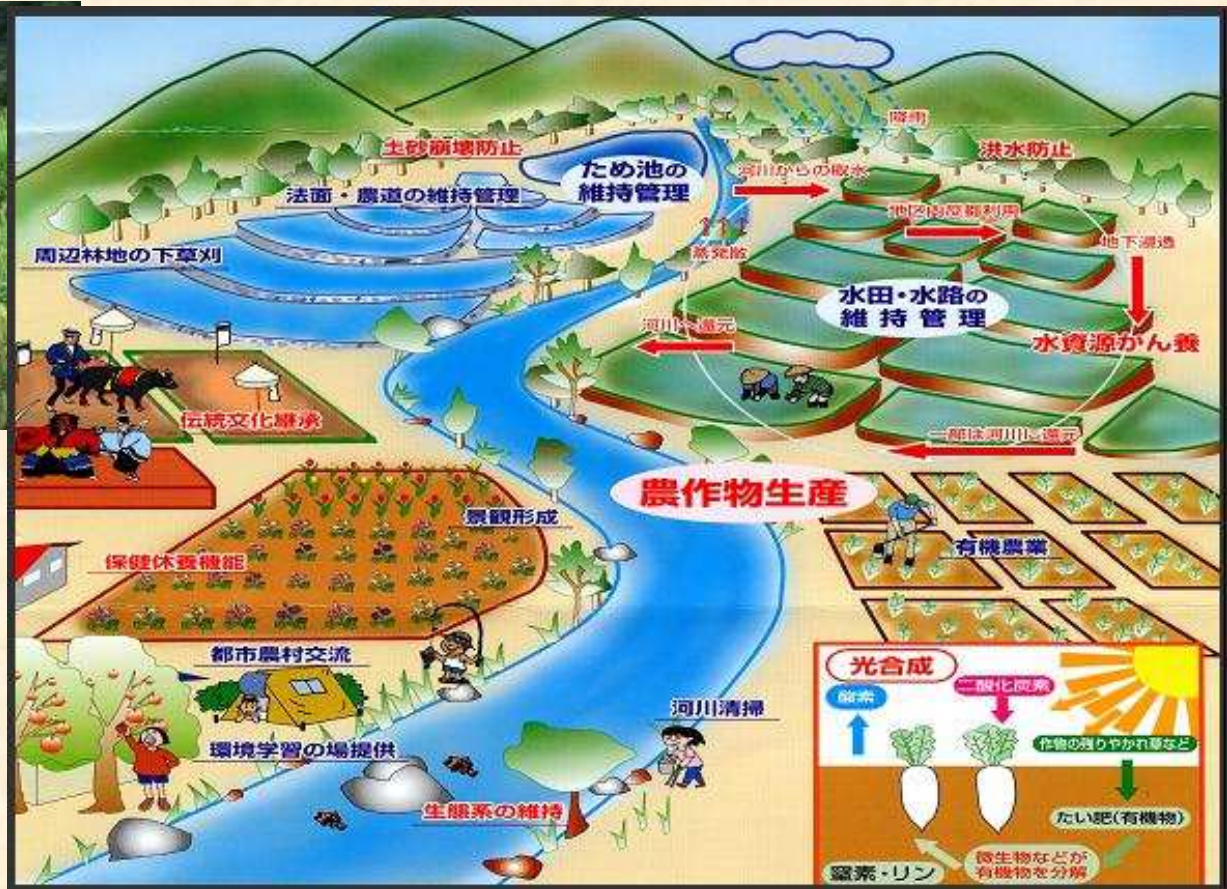 降雨
土砂崩壊防止
洪水防止
ため池の
維持管理
河川からの取水
法面・農道の維持管理
地区内反復利用
地下浸透
周辺林地の下草刈
蒸発散
水田・水路の
維持管理
河川へ還元
水資源かん養
伝統文化継承
一部は河川に還元
農作物生産
景観形成
有機農業
保健休養機能
都市農村交流
河川清掃
環境学習の場提供
生態系の維持
光合成
酸素
二酸化炭素
作物の残りやかれ草など
たい肥(有機物)
微生物などが
有機物を分解
窒素・リン